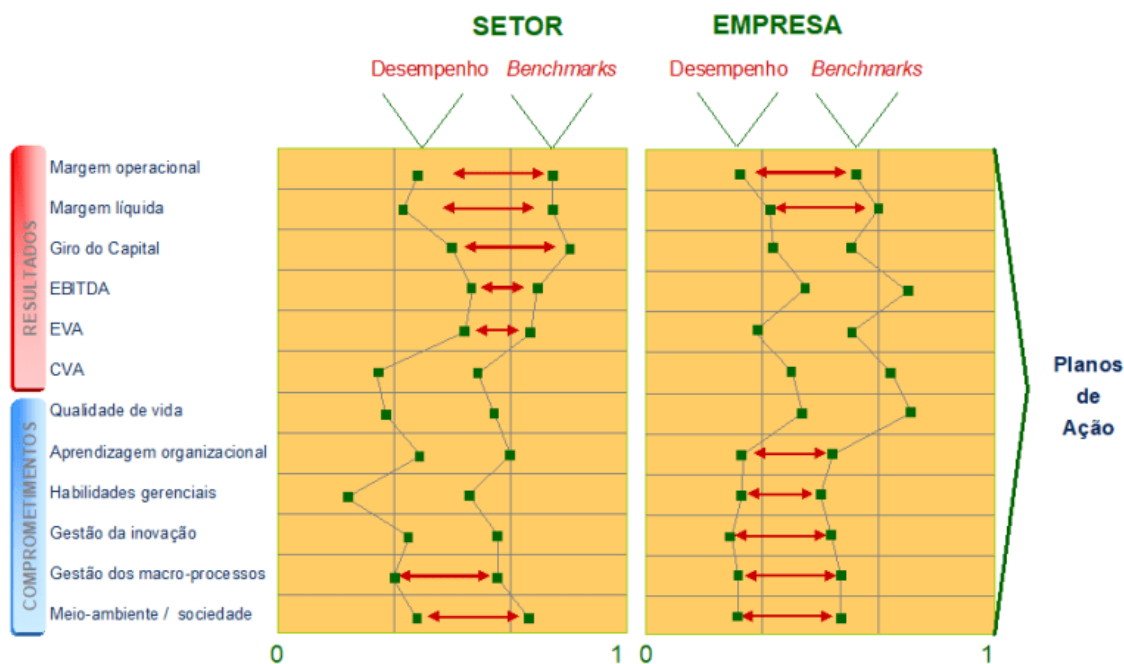 SETOR EMPRESA
Desempenho Benchmarks Desempenho Benchmarks
RESULTADOS
Margem operacional
Margem líquida
Giro do Capital
EBITDA
EVA
CVA
COMPROMETIMENTOS
Qualidade de vida
Aprendizagem organizacional
Habilidades gerenciais
Gestão da inovação
Gestão dos macro-processos
Meio-ambiente / sociedade
0 1 0 1
Planos
de
Ação